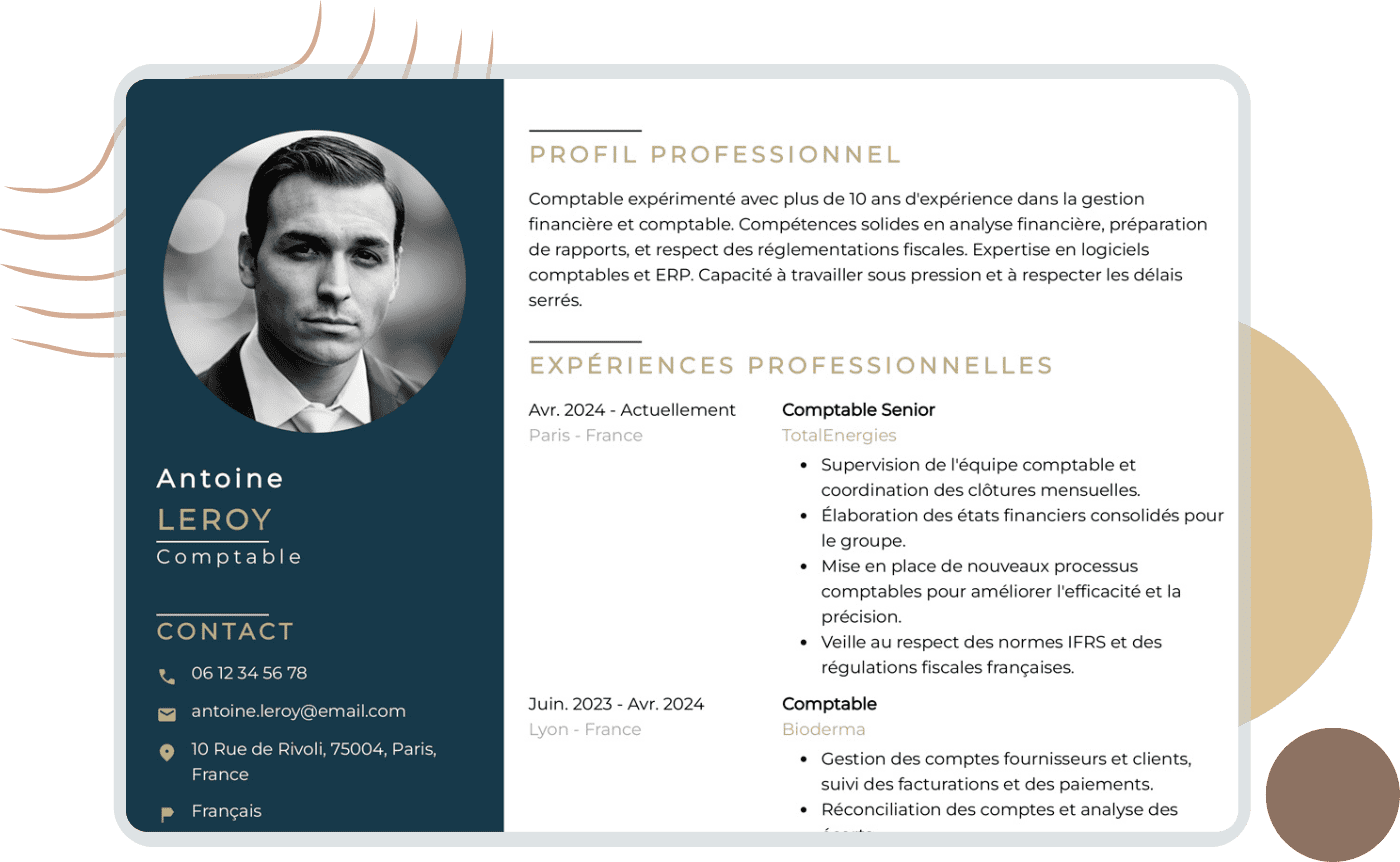 Antoine
LEROY
Comptable
CONTACT
06 12 34 56 78
antoine.leroy@email.com
10 Rue de Rivoli, 75004, Paris,
France
Français
PROFIL PROFESSIONNEL
Comptable expérimenté avec plus de 10 ans d'expérience dans la gestion
financière et comptable. Compétences solides en analyse financière, préparation
de rapports, et respect des réglementations fiscales. Expertise en logiciels
comptables et ERP. Capacité à travailler sous pression et à respecter les délais
serrés.
EXPÉRIENCES PROFESSIONNELLES
Avr. 2024 - Actuellement
Paris - France
Comptable Senior
TotalEnergies
• Supervision de l'équipe comptable et
coordination des clôtures mensuelles.
• Élaboration des états financiers consolidés pour
le groupe.
• Mise en place de nouveaux processus
comptables pour améliorer l'efficacité et la
précision.
• Veille au respect des normes IFRS et des
régulations fiscales françaises.
Juin. 2023 - Avr. 2024
Lyon - France
Comptable
Bioderma
• Gestion des comptes fournisseurs et clients,
suivi des facturations et des paiements.
• Réconciliation des comptes et analyse des